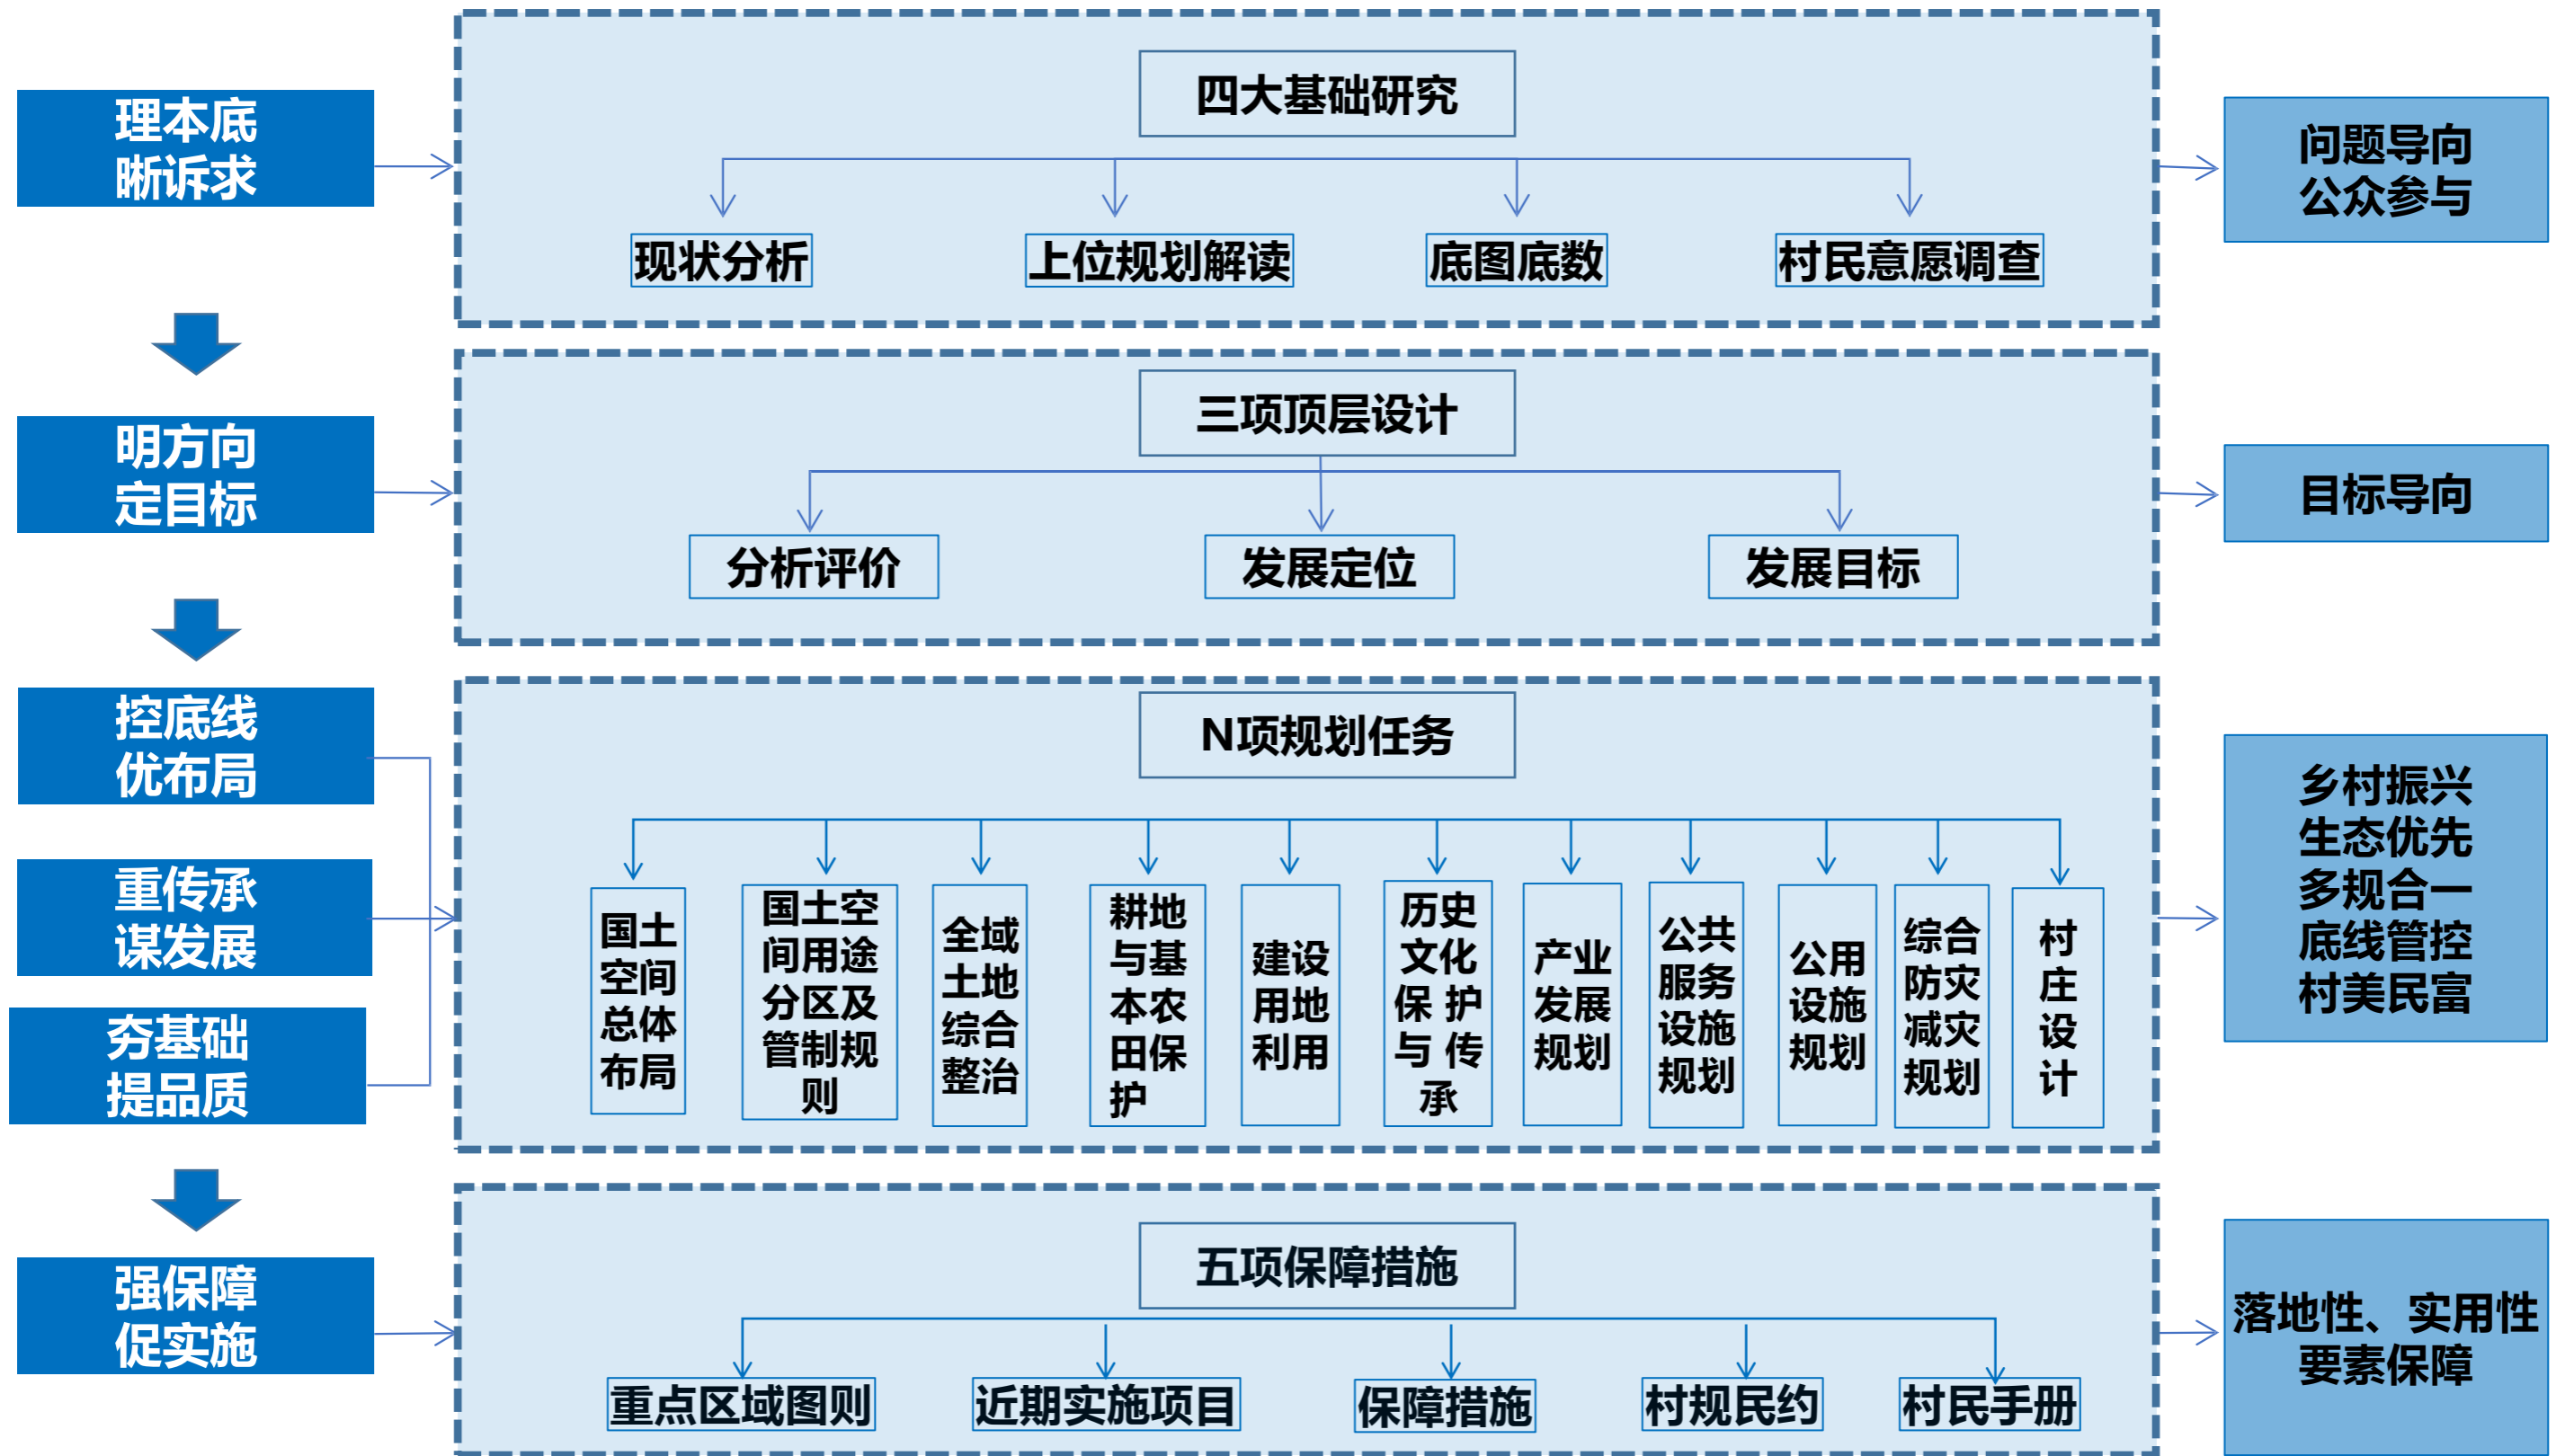 理本底
晰诉求
四大基础研究
现状分析
上位规划解读
底图底数
村民意愿调查
问题导向
公众参与
明方向
定目标
三项顶层设计
分析评价
发展定位
发展目标
目标导向
控底线
优布局
重传承
谋发展
夯基础
提品质
N项规划任务
国土
空间
总体
布局
国土空
间用途
分区及
管制规
则
全域
土地
综合
整治
耕地
与基
本农
田保
护
建设
用地
利用
历史
文化
保 护
与 传
承
产业
发展
规划
公共
服务
设施
规划
公用
设施
规划
综合
防灾
减灾
规划
村
庄
设
计
乡村振兴
生态优先
多规合一
底线管控
村美民富
强保障
促实施
五项保障措施
重点区域图则
近期实施项目
保障措施
村规民约
村民手册
落地性、实用性
要素保障